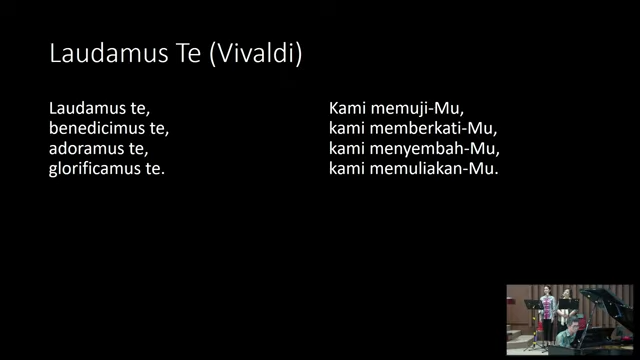 Laudamus Te (Vivaldi)
Laudamus te,
benedicimus te,
adoramus te,
glorificamus te.
Kami memuji-Mu,
kami memberkati-Mu,
kami menyembah-Mu,
kami memuliakan-Mu.